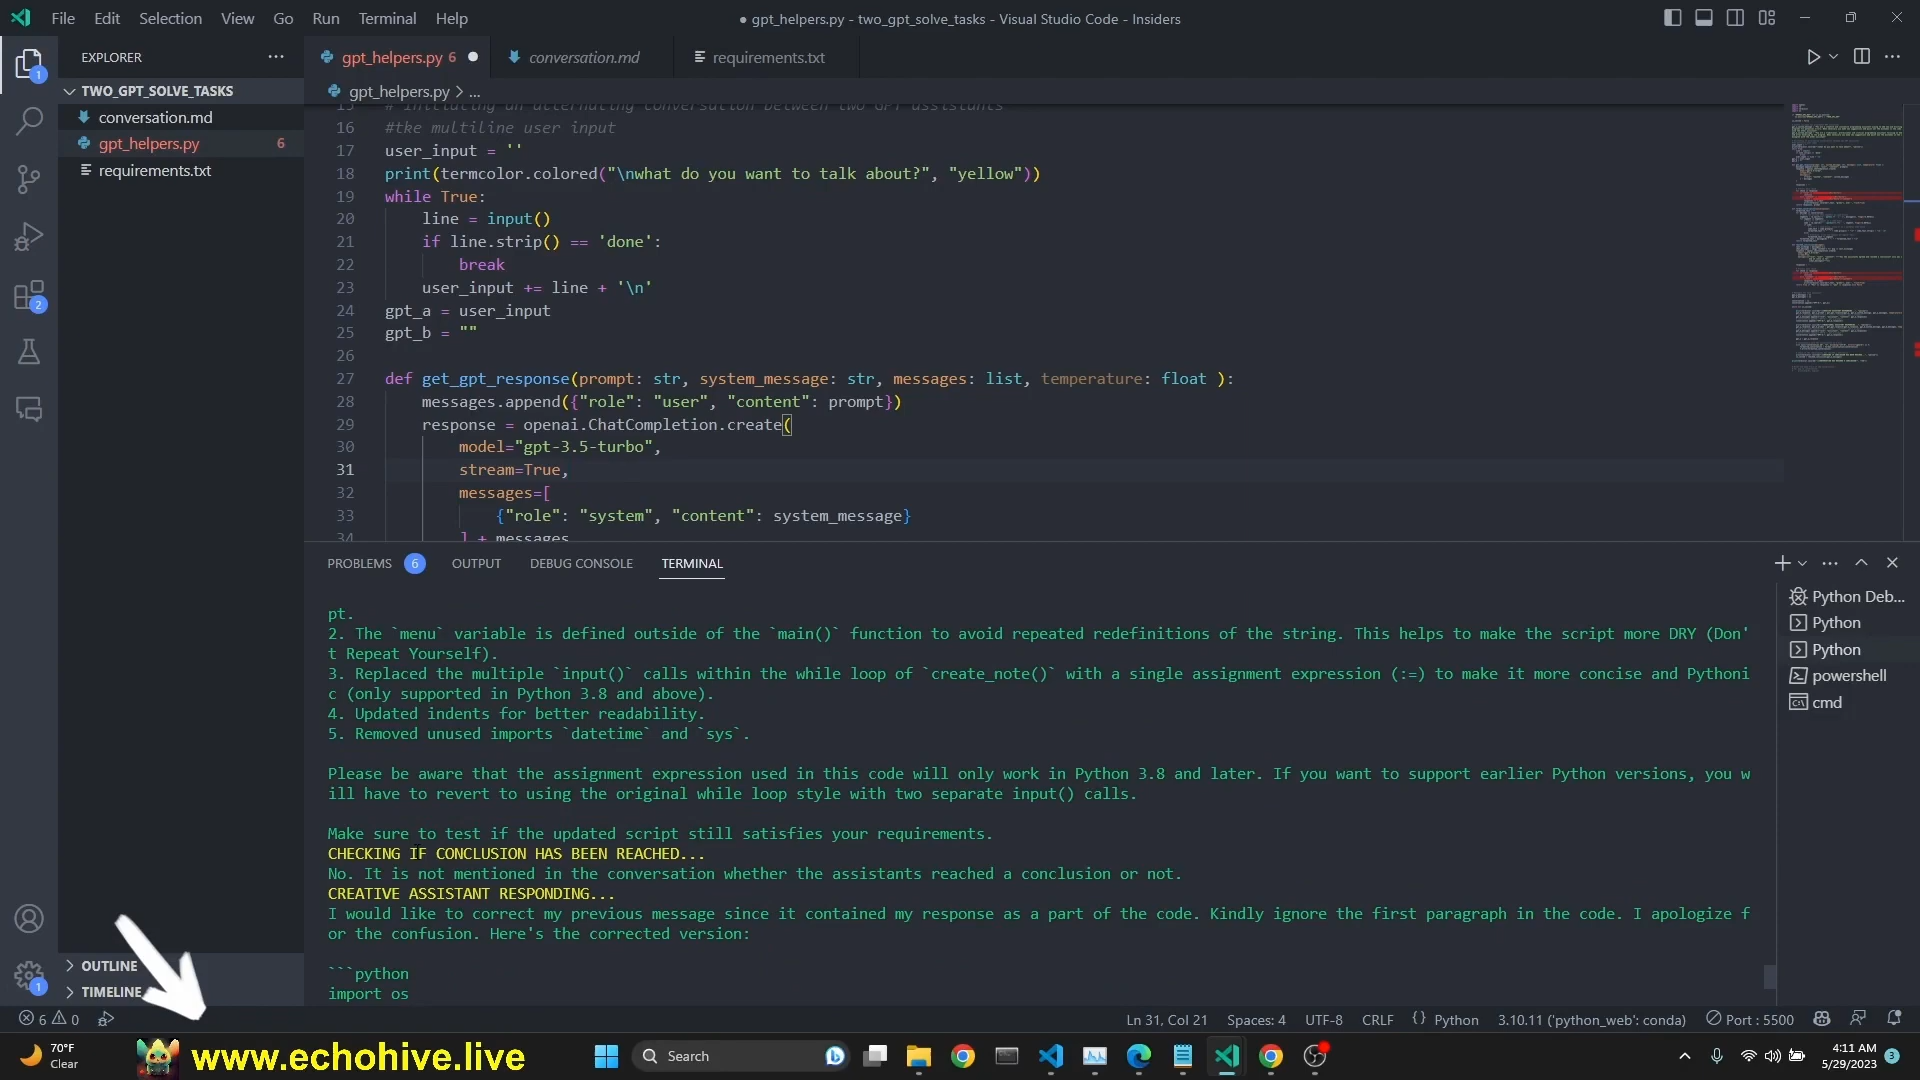 File Edit Selection View Go Run Terminal Help
● gpt_helpers.py - two_gpt_solve_tasks - Visual Studio Code - Insiders
EXPLORER
gpt_helpers.py 6
conversation.md
requirements.txt
1
TWO_GPT_SOLVE_TASKS
conversation.md
gpt_helpers.py 6
requirements.txt
2
gpt_helpers.py > ...
15 # initiating an alternating conversation between two GPT assistants
16 #tke multiline user input
17 user_input = ''
18 print(termcolor.colored("\nwhat do you want to talk about?", "yellow"))
19 while True:
20 line = input()
21 if line.strip() == 'done':
22 break
23 user_input += line + '\n'
24 gpt_a = user_input
25 gpt_b = ""
26
27 def get_gpt_response(prompt: str, system_message: str, messages: list, temperature: float ):
28 messages.append({"role": "user", "content": prompt})
29 response = openai.ChatCompletion.create(
30 model="gpt-3.5-turbo",
31 stream=True,
32 messages=[
33 {"role": "system", "content": system_message}
34 ] + messages
PROBLEMS 6 OUTPUT DEBUG CONSOLE TERMINAL
pt.
2. The `menu` variable is defined outside of the `main()` function to avoid repeated redefinitions of the string. This helps to make the script more DRY (Don'
t Repeat Yourself).
3. Replaced the multiple `input()` calls within the while loop of `create_note()` with a single assignment expression (:=) to make it more concise and Pythoni
c (only supported in Python 3.8 and above).
4. Updated indents for better readability.
5. Removed unused imports `datetime` and `sys`.
Please be aware that the assignment expression used in this code will only work in Python 3.8 and later. If you want to support earlier Python versions, you w
ill have to revert to using the original while loop style with two separate input() calls.
Make sure to test if the updated script still satisfies your requirements.
CHECKING IF CONCLUSION HAS BEEN REACHED...
No. It is not mentioned in the conversation whether the assistants reached a conclusion or not.
CREATIVE ASSISTANT RESPONDING...
I would like to correct my previous message since it contained my response as a part of the code. Kindly ignore the first paragraph in the code. I apologize f
or the confusion. Here's the corrected version:
```python
import os
Python Deb...
Python
Python
powershell
cmd
OUTLINE
TIMELINE
1
6 0
Ln 31, Col 21 Spaces: 4 UTF-8 CRLF {} Python 3.10.11 ('python_web': conda) Port : 5500
70°F
Clear
www.echohive.live
Search
4:11 AM
5/29/2023
3